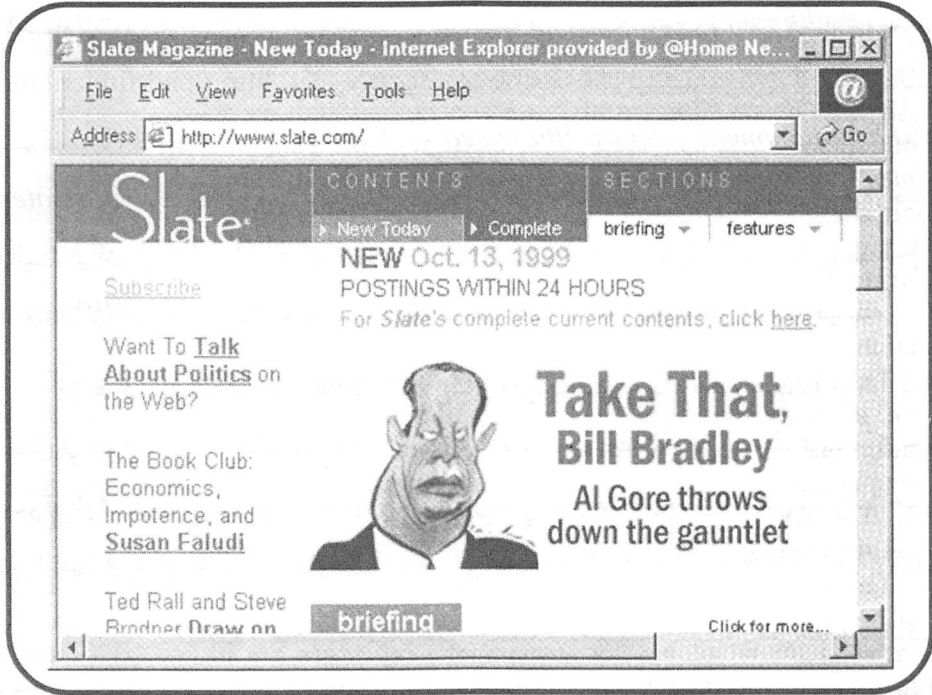 Slate Magazine - New Today - Internet Explorer provided by @Home Ne...
File Edit View Favorites Tools Help
@
Address http://www.slate.com/ Go
Slate
CONTENTS
SECTIONS
New Today
Complete
briefing
features
NEW Oct. 13, 1999
POSTINGS WITHIN 24 HOURS
For Slate's complete current contents, click here.
Subscribe
Want To Talk
About Politics on
the Web?
The Book Club:
Economics,
Impotence, and
Susan Faludi
Ted Rall and Steve
Brodner Draw on
Take That,
Bill Bradley
Al Gore throws
down the gauntlet
briefing
Click for more...